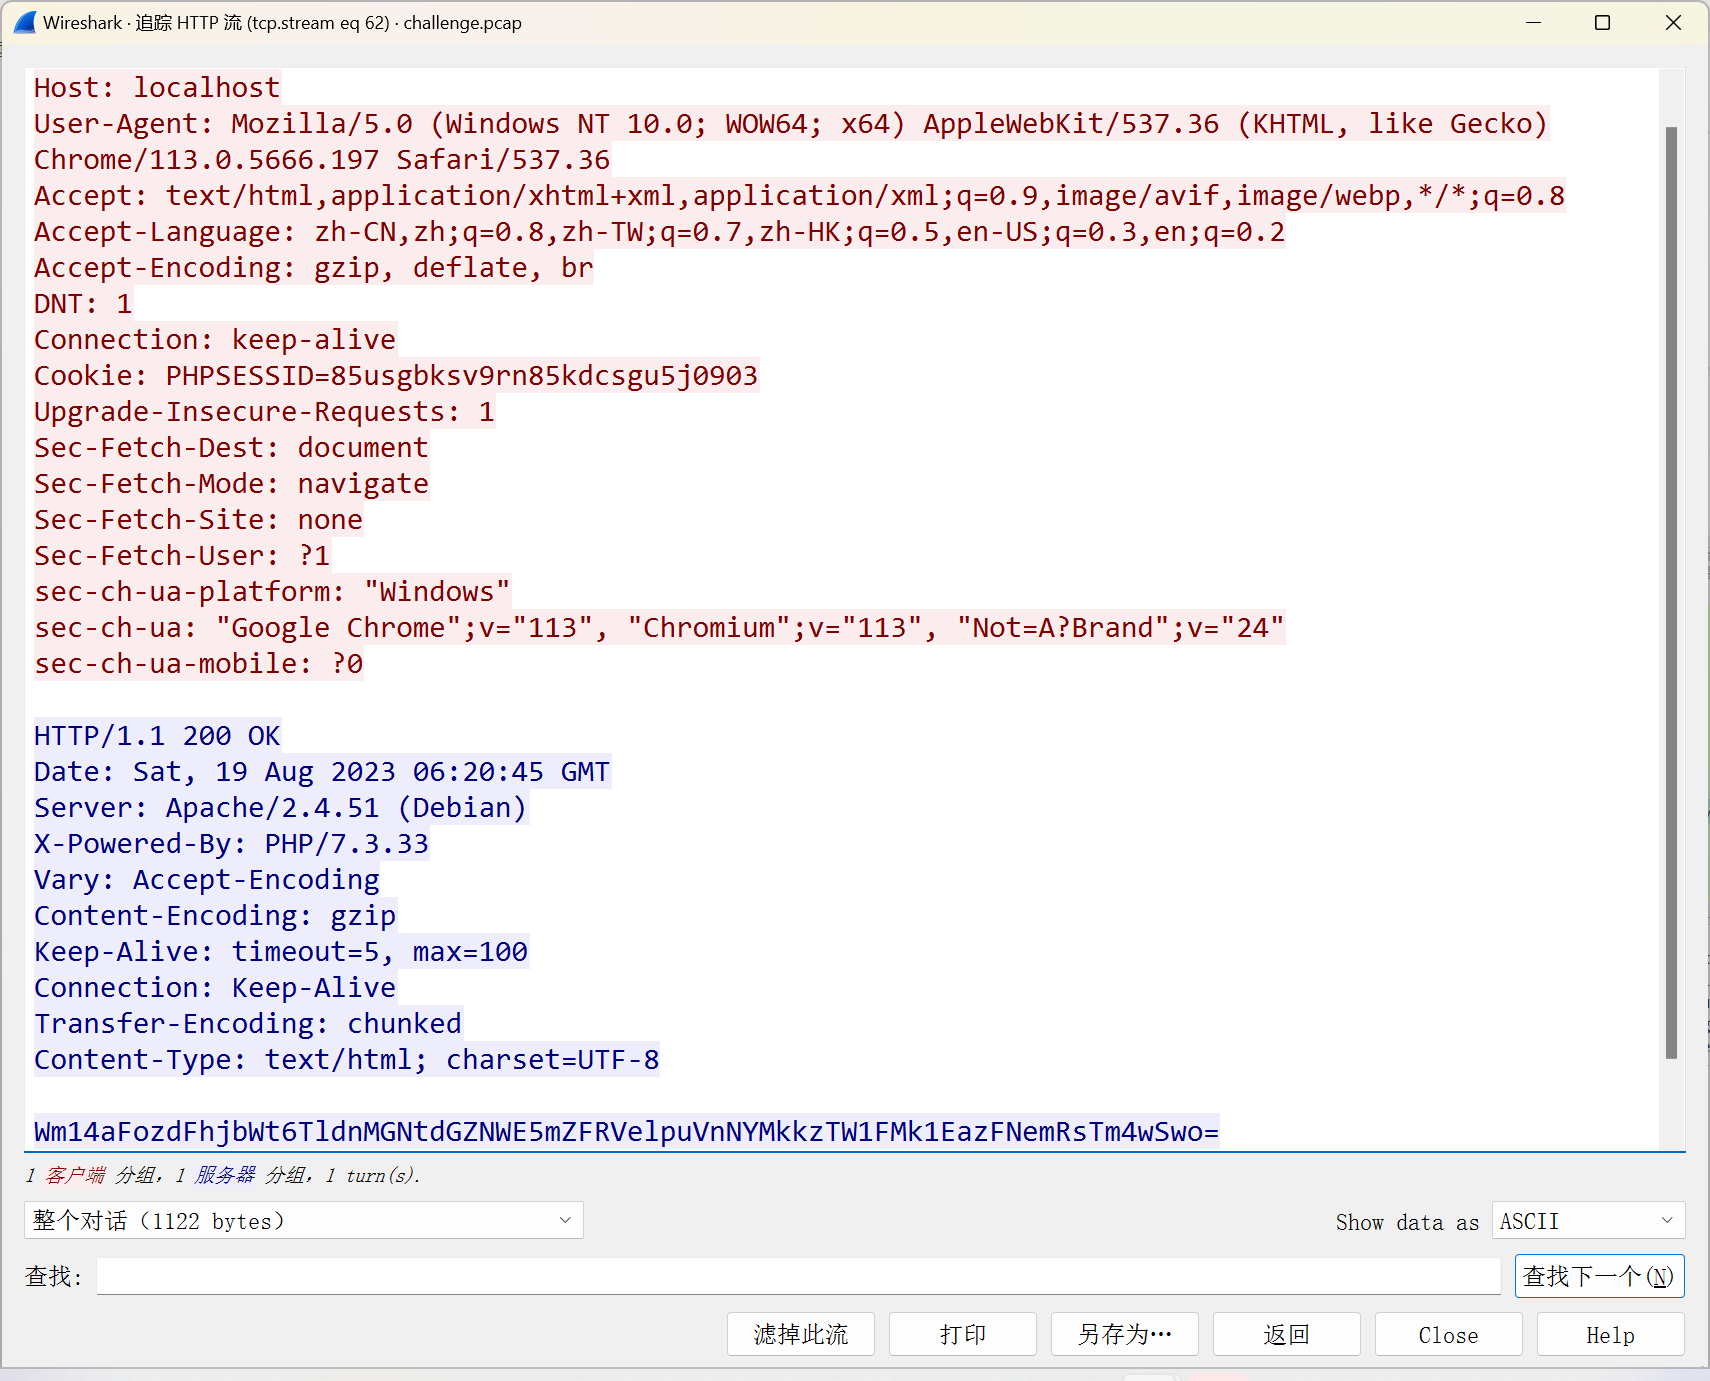 Wireshark · 追踪 HTTP 流 (tcp.stream eq 62) · challenge.pcap
Host: localhost
User-Agent: Mozilla/5.0 (Windows NT 10.0; WOW64; x64) AppleWebKit/537.36 (KHTML, like Gecko)
Chrome/113.0.5666.197 Safari/537.36
Accept: text/html,application/xhtml+xml,application/xml;q=0.9,image/avif,image/webp,*/*;q=0.8
Accept-Language: zh-CN,zh;q=0.8,zh-TW;q=0.7,zh-HK;q=0.5,en-US;q=0.3,en;q=0.2
Accept-Encoding: gzip, deflate, br
DNT: 1
Connection: keep-alive
Cookie: PHPSESSID=85usgbksv9rn85kdcsgu5j0903
Upgrade-Insecure-Requests: 1
Sec-Fetch-Dest: document
Sec-Fetch-Mode: navigate
Sec-Fetch-Site: none
Sec-Fetch-User: ?1
sec-ch-ua-platform: "Windows"
sec-ch-ua: "Google Chrome";v="113", "Chromium";v="113", "Not=A?Brand";v="24"
sec-ch-ua-mobile: ?0
HTTP/1.1 200 OK
Date: Sat, 19 Aug 2023 06:20:45 GMT
Server: Apache/2.4.51 (Debian)
X-Powered-By: PHP/7.3.33
Vary: Accept-Encoding
Content-Encoding: gzip
Keep-Alive: timeout=5, max=100
Connection: Keep-Alive
Transfer-Encoding: chunked
Content-Type: text/html; charset=UTF-8
Wm14aFozdFhjbWt6TldnMGNtdGZNWE5mZFRVelpuVnNYMkkzTW1FMk1EazFNemRsTm4wSwo=
1 客户端 分组，1 服务器 分组，1 turn(s).
整个对话（1122 bytes）
Show data as ASCII
查找:
查找下一个(N)
滤掉此流 打印 另存为… 返回 Close Help